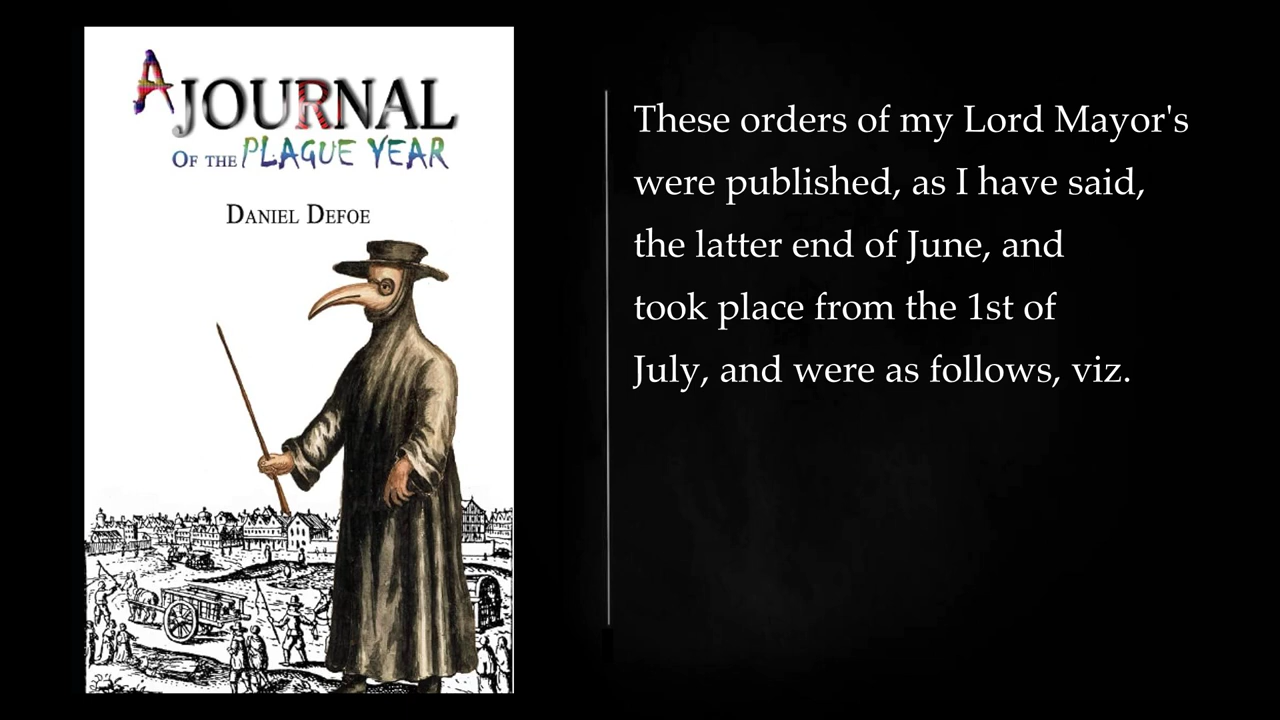 A JOURNAL
OF THE PLAGUE YEAR
DANIEL DEFOE
These orders of my Lord Mayor's
were published, as I have said,
the latter end of June, and
took place from the 1st of
July, and were as follows, viz.